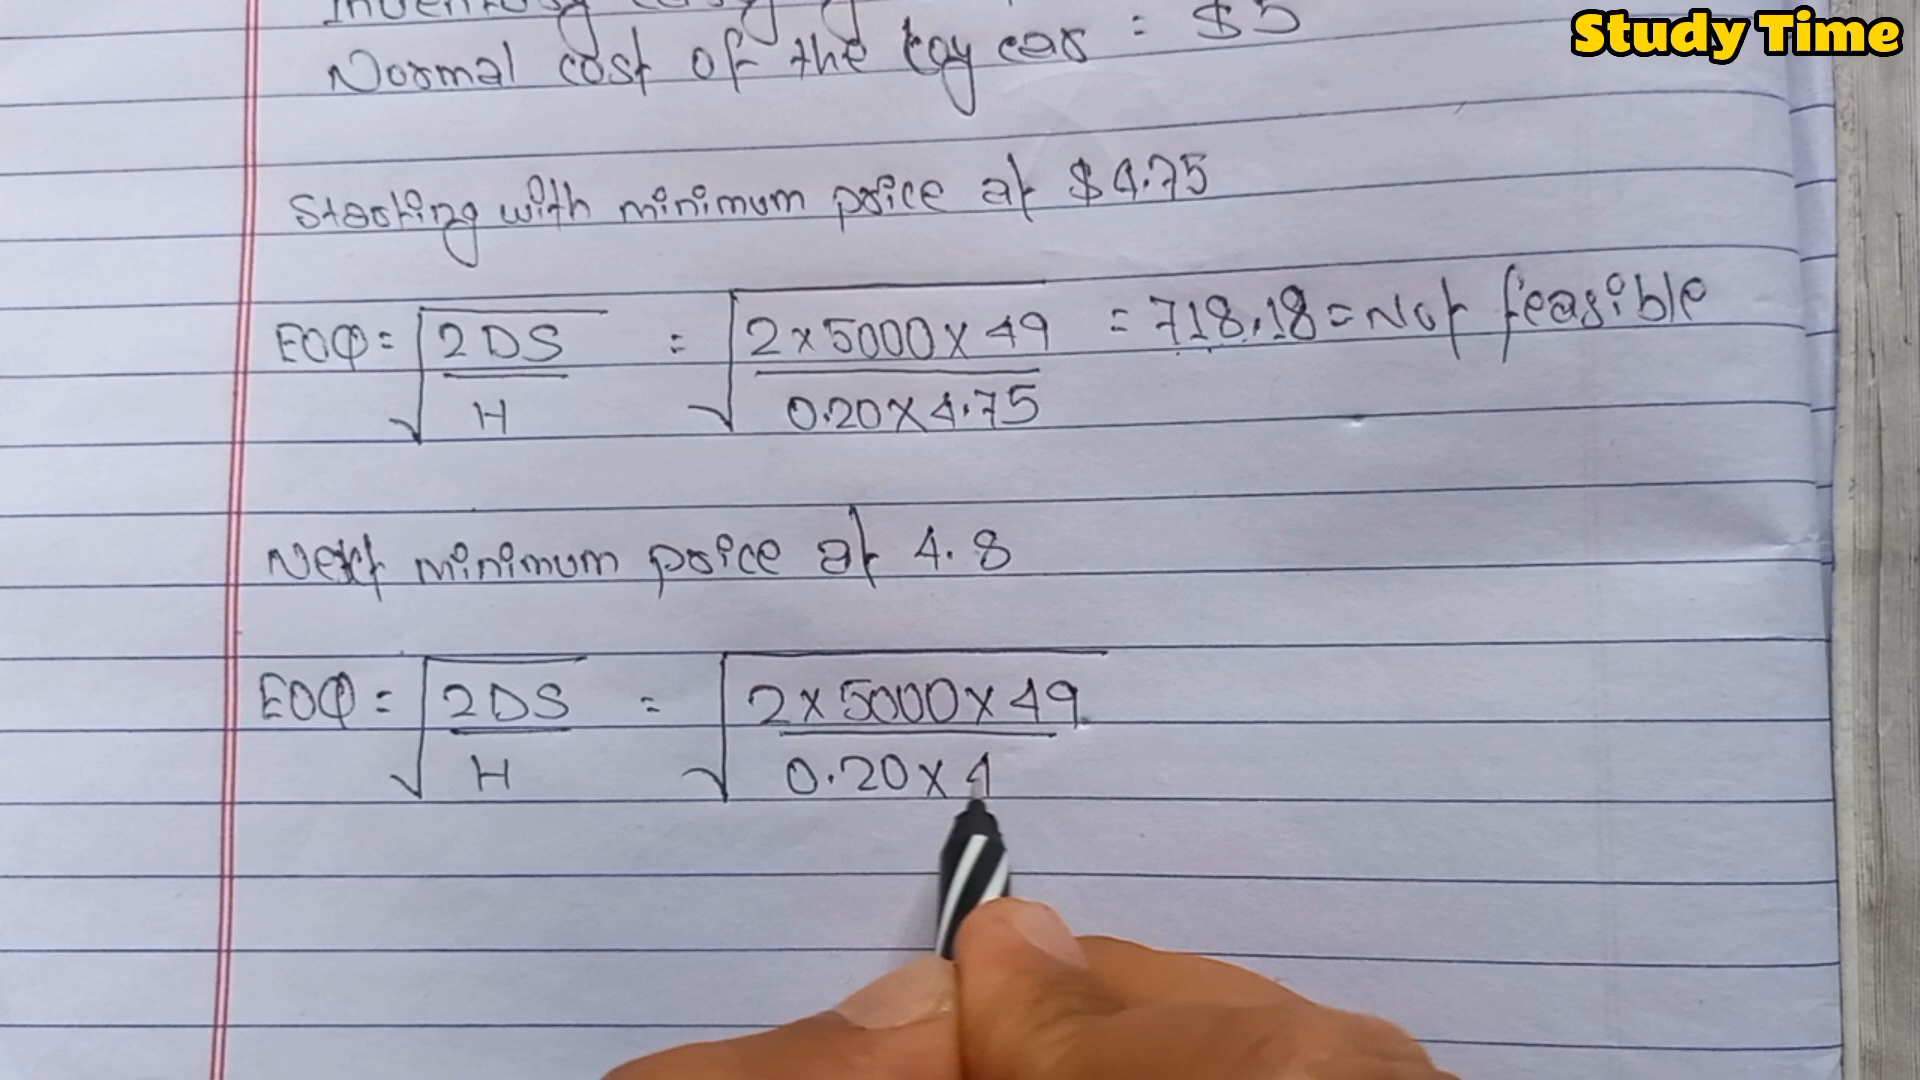 Study Time
Inventory carrying
Normal cost of the toy car = $5
Starting with minimum price at $4.75
EOQ = √2DS/H = √2×5000×49/0.20×4.75 = 718.18 = Not feasible
Next minimum price at 4.8
EOQ = √2DS/H = √2×5000×49/0.20×4